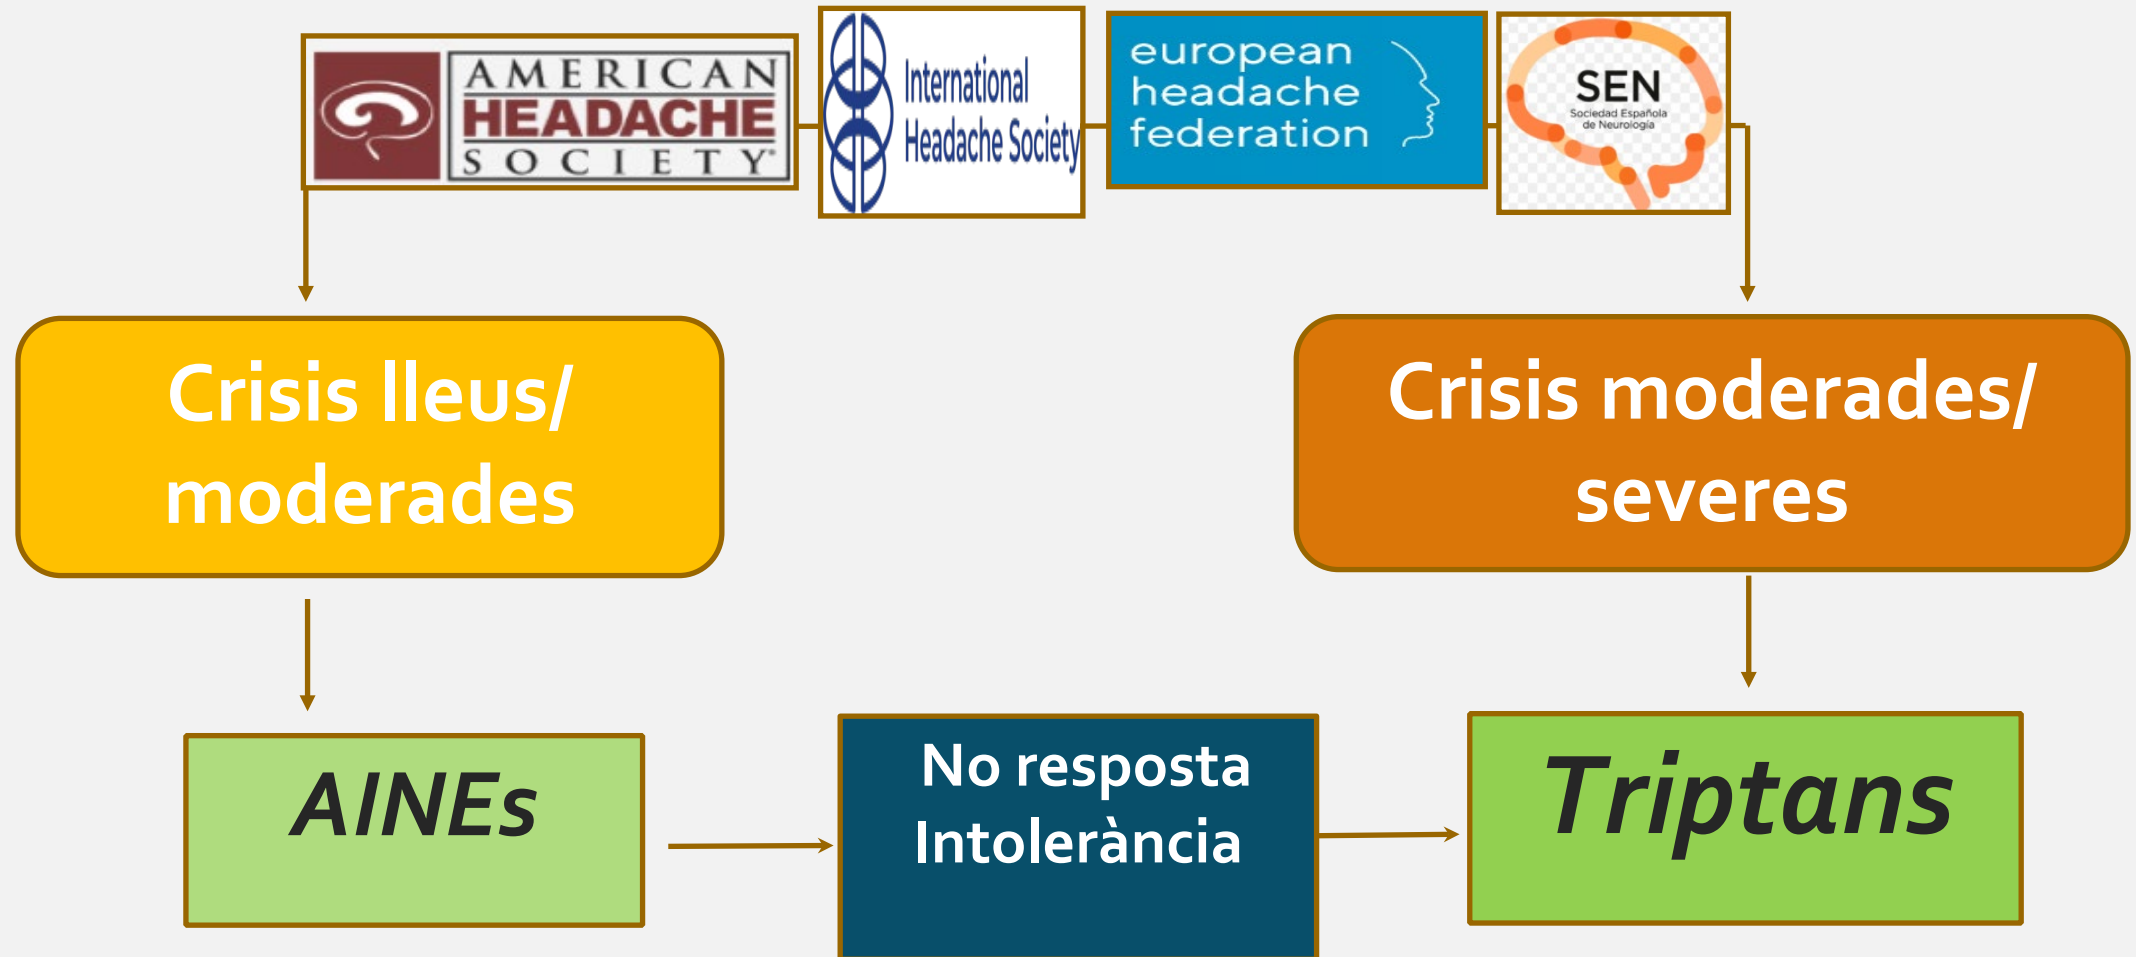 AMERICAN
HEADACHE
SOCIETY
International
Headache Society
european
headache
federation
SEN
Sociedad Española
de Neurología
Crisis lleus/
moderades
Crisis moderades/
severes
AINEs
No resposta
Intolerància
Triptans